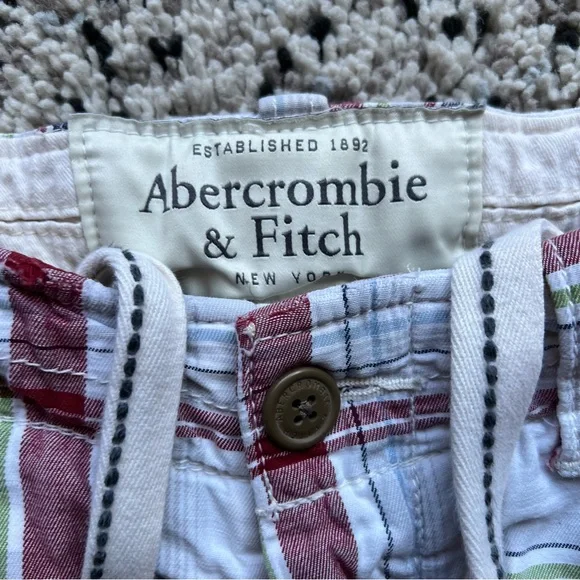 ESTABLISHED 1892
Abercrombie
& Fitch
NEW YORK